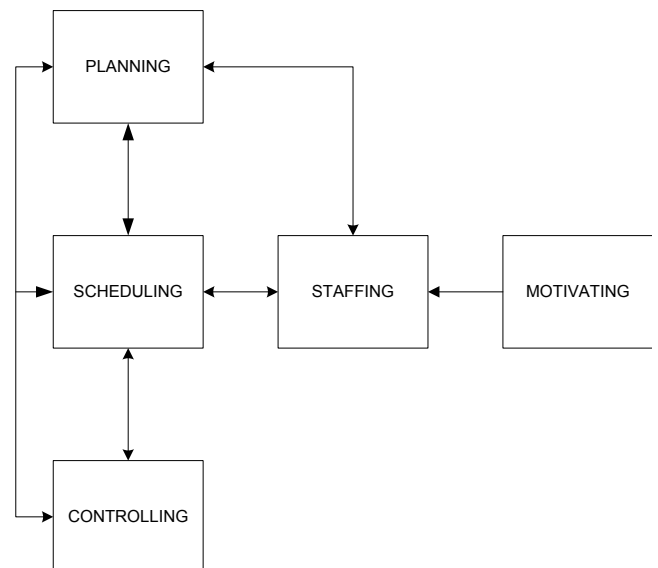 PLANNING
SCHEDULING
STAFFING
MOTIVATING
CONTROLLING